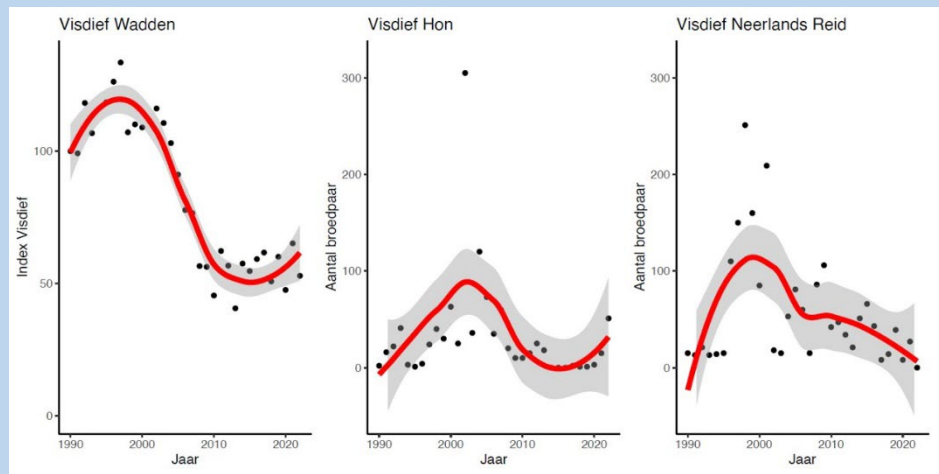 Visdief Wadden
Index Visdief
100
50
0
1990
2000
2010
2020
Jaar
Visdief Hon
Aantal broedpaar
300
200
100
0
1990
2000
2010
2020
Jaar
Visdief Neerlands Reid
Aantal broedpaar
300
200
100
0
1990
2000
2010
2020
Jaar